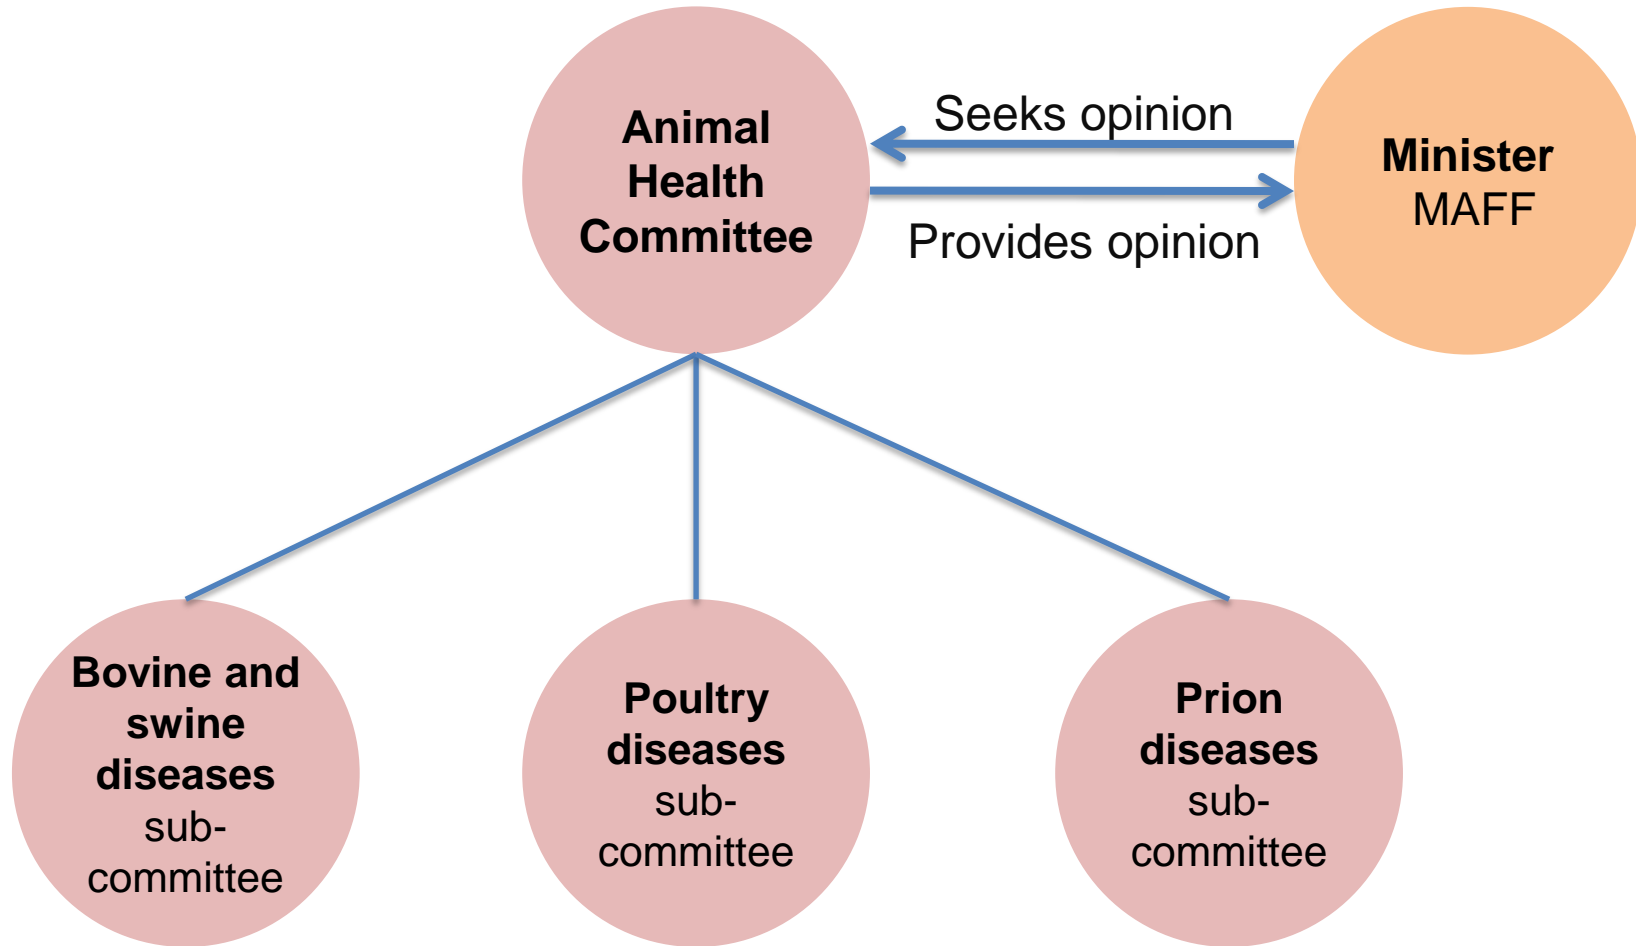 Animal
Health
Committee
Seeks opinion
Provides opinion
Minister
MAFF
Bovine and
swine
diseases
sub-
committee
Poultry
diseases
sub-
committee
Prion
diseases
sub-
committee